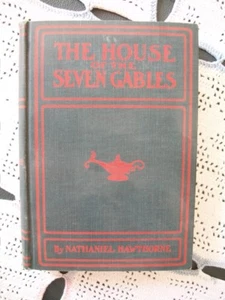 THE HOUSE
OF THE
SEVEN GABLES
By NATHANIEL HAWTHORNE